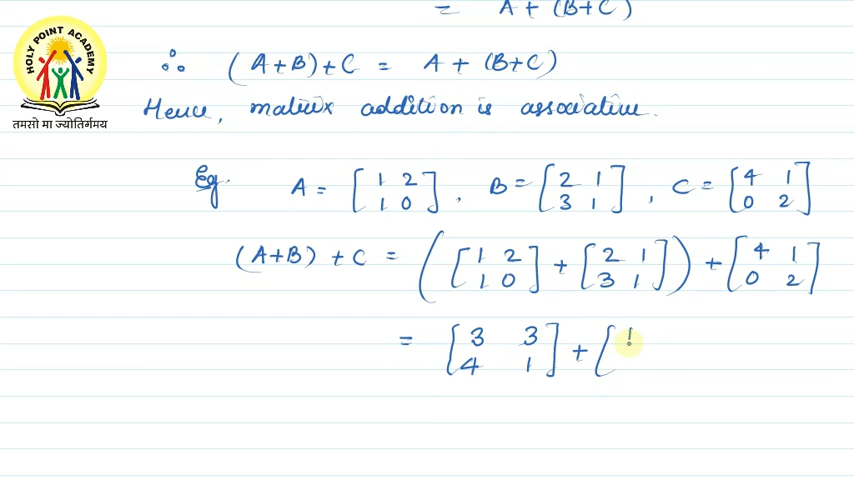 = A + (B+C)
HOLY POINT ACADEMY
तमसो मा ज्योतिर्गमय
∴ (A+B)+C = A + (B+C)
Hence, matrix addition is associative.
Eg. A = [1 2 / 1 0], B = [2 1 / 3 1], C = [4 1 / 0 2]
(A+B) + C = ([1 2 / 1 0] + [2 1 / 3 1]) + [4 1 / 0 2]
= [3 3 / 4 1] + [